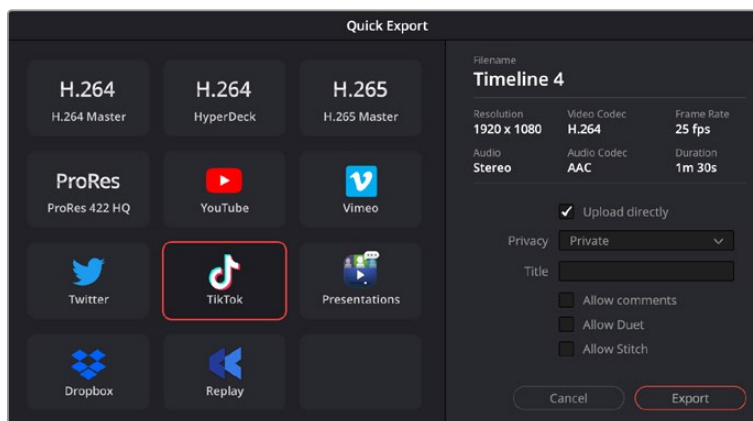 Quick Export
H.264
H.264 Master
H.264
HyperDeck
H.265
H.265 Master
ProRes
ProRes 422 HQ
YouTube
Vimeo
Twitter
TikTok
Presentations
Dropbox
Replay
Filename
Timeline 4
Resolution
1920 x 1080
Video Codec
H.264
Frame Rate
25 fps
Audio
Stereo
Audio Codec
AAC
Duration
1m 30s
Upload directly
Privacy
Private
Title
Allow comments
Allow Duet
Allow Stitch
Cancel
Export